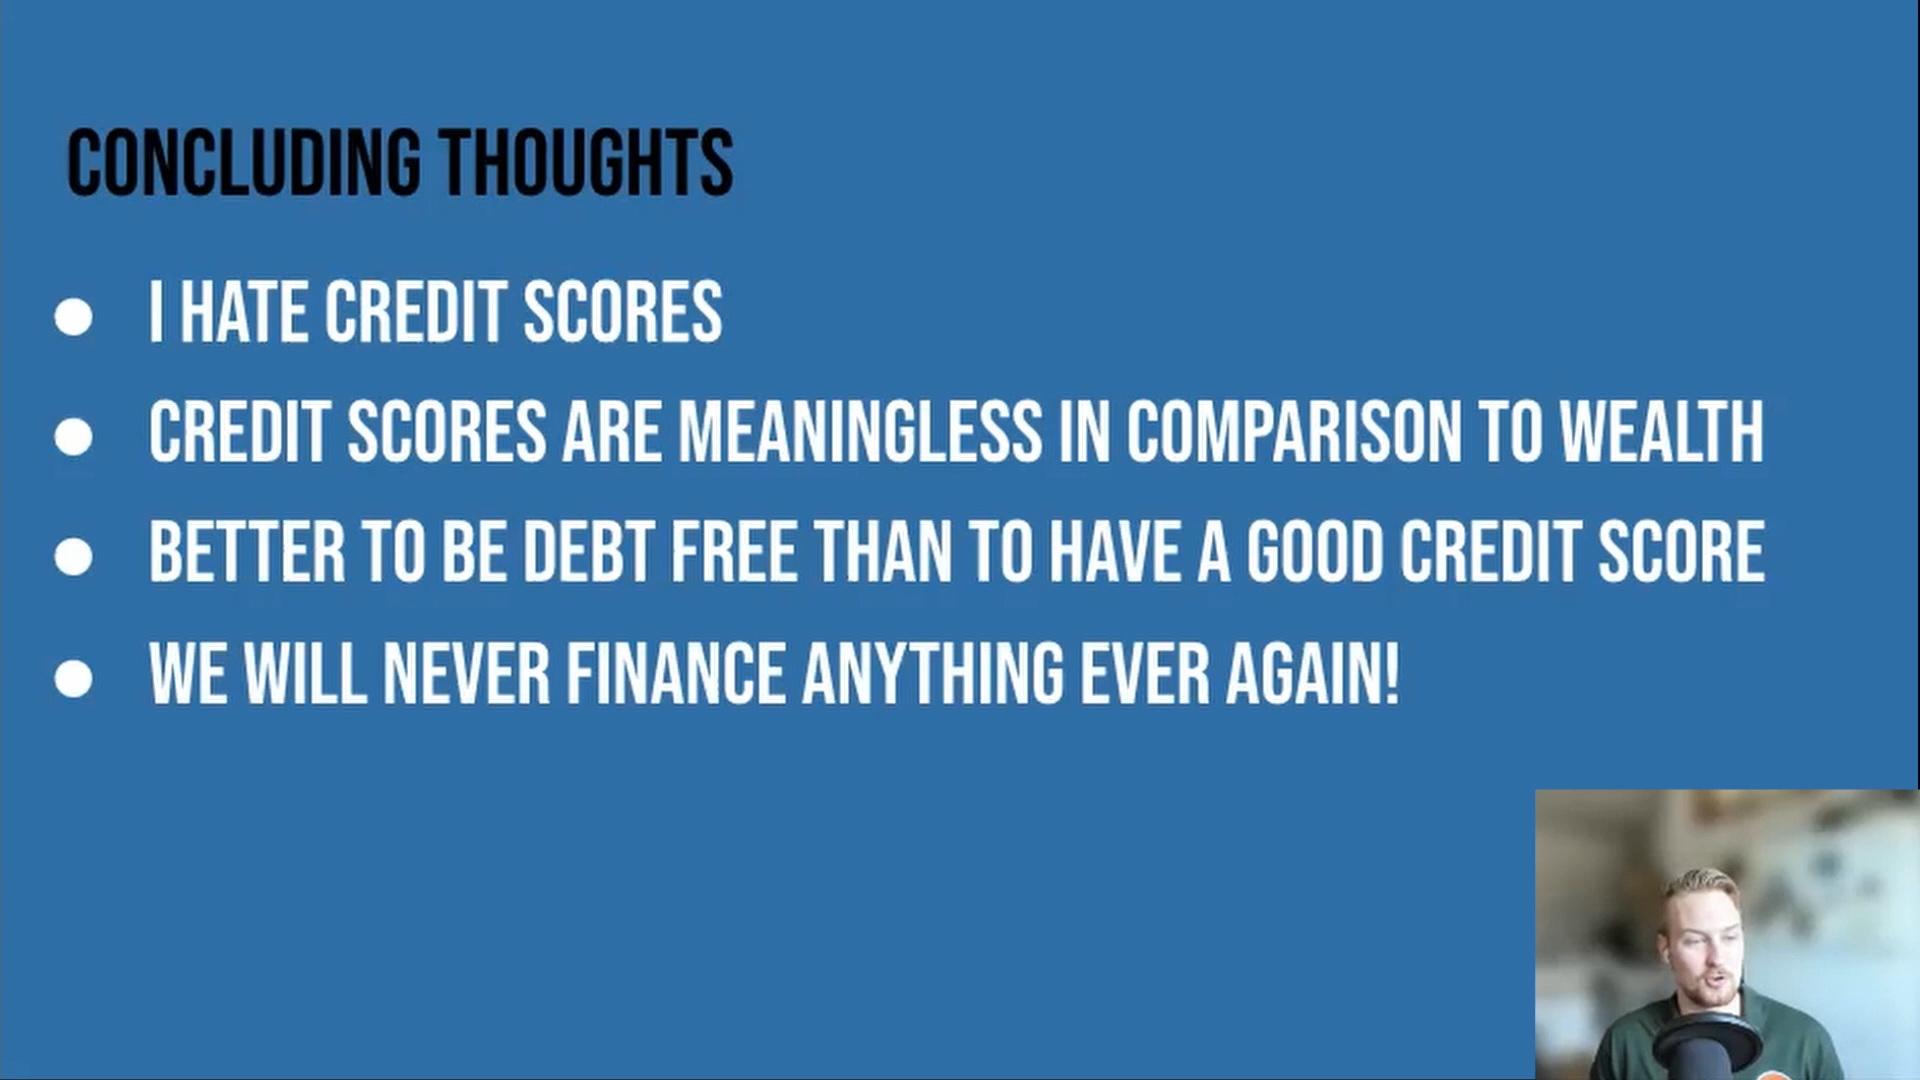 CONCLUDING THOUGHTS
I HATE CREDIT SCORES
CREDIT SCORES ARE MEANINGLESS IN COMPARISON TO WEALTH
BETTER TO BE DEBT FREE THAN TO HAVE A GOOD CREDIT SCORE
WE WILL NEVER FINANCE ANYTHING EVER AGAIN!